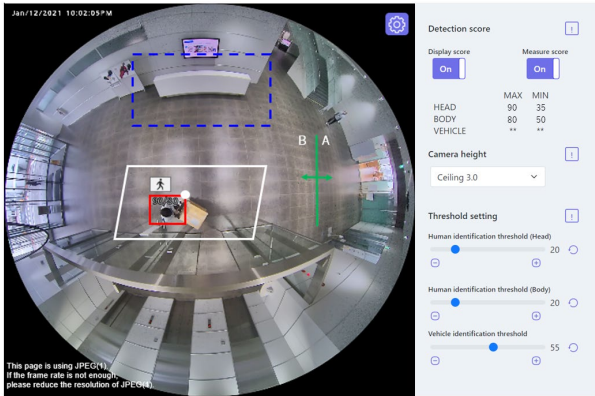 Jan/12/2021 10:02:05PM
B A
This page is using JPEG(1).
If the frame rate is not enough,
please reduce the resolution of JPEG(1).
Detection score
Display score Measure score
On On
MAX MIN
HEAD 90 35
BODY 80 50
VEHICLE ** **
Camera height
Ceiling 3.0
Threshold setting
Human identification threshold (Head)
20
Human identification threshold (Body)
20
Vehicle identification threshold
55